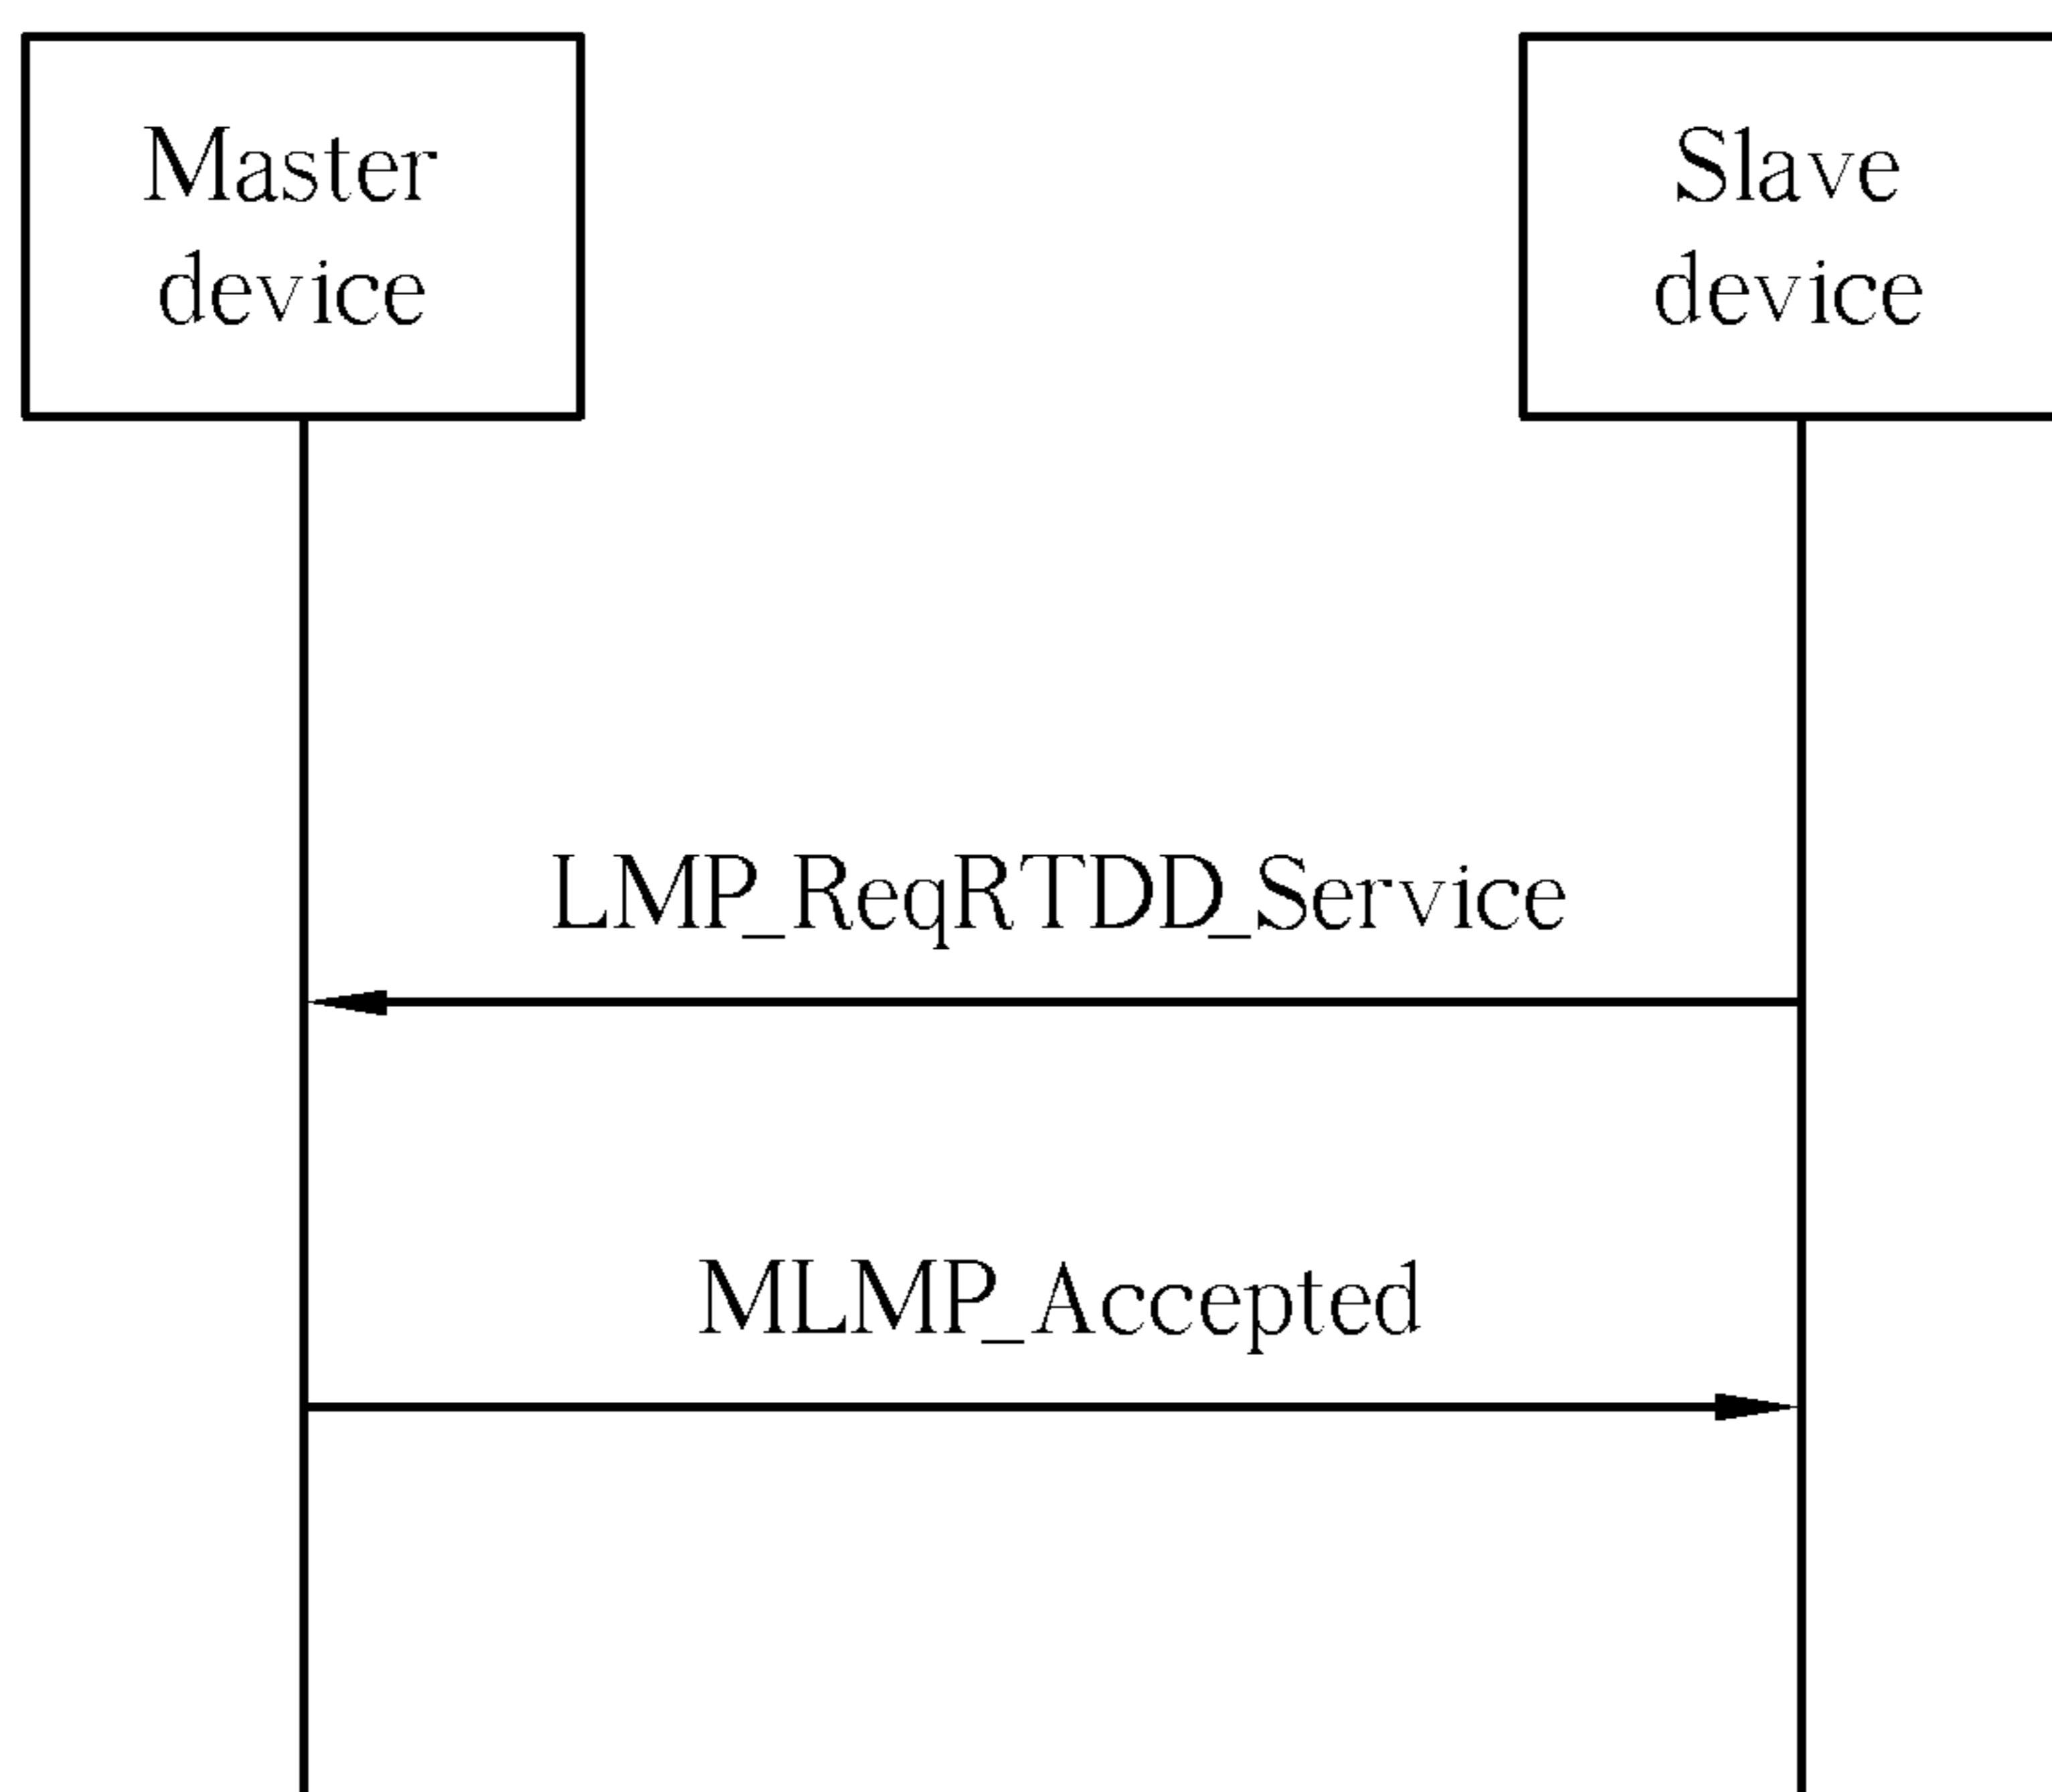 Master
device
Slave
device
LMP_ReqRTDD_Service
MLMP_Accepted